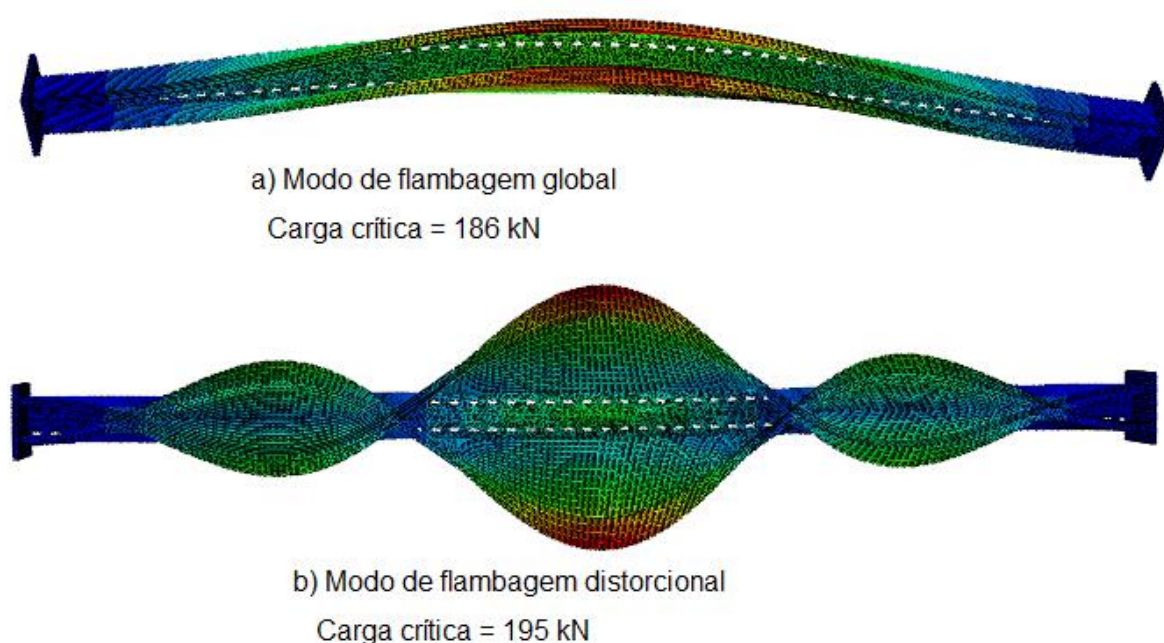 a) Modo de flambagem global
Carga crítica = 186 kN
b) Modo de flambagem distorcional
Carga crítica = 195 kN